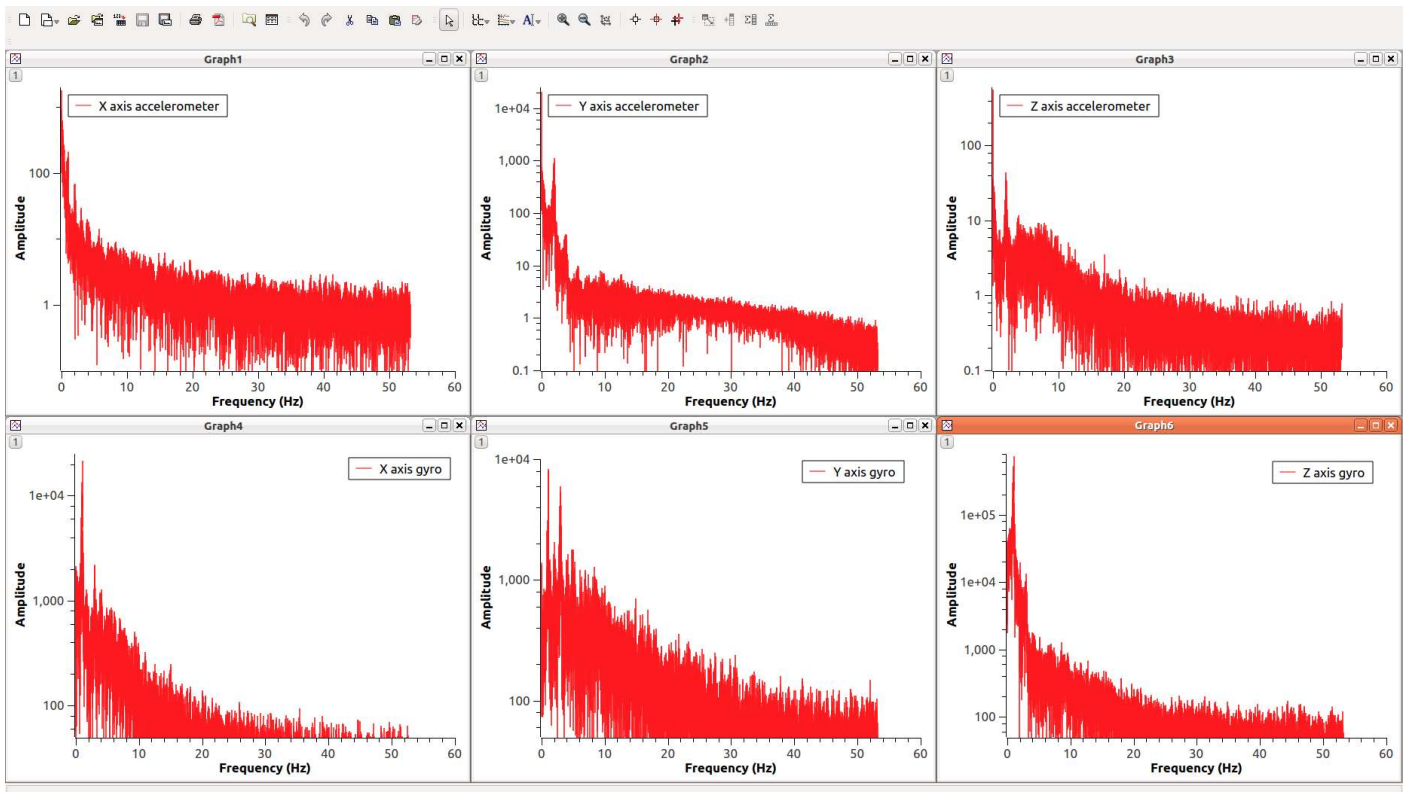 Graph1
1
X axis accelerometer
100
1
Amplitude
0 10 20 30 40 50 60
Frequency (Hz)
Graph2
1
Y axis accelerometer
1e+04
1,000
100
10
1
0.1
Amplitude
0 10 20 30 40 50 60
Frequency (Hz)
Graph3
1
Z axis accelerometer
100
10
1
0.1
Amplitude
0 10 20 30 40 50 60
Frequency (Hz)
Graph4
1
X axis gyro
1e+04
1,000
100
Amplitude
0 10 20 30 40 50 60
Frequency (Hz)
Graph5
1
Y axis gyro
1e+04
1,000
100
Amplitude
0 10 20 30 40 50 60
Frequency (Hz)
Graph6
1
Z axis gyro
1e+05
1e+04
1,000
100
Amplitude
0 10 20 30 40 50 60
Frequency (Hz)